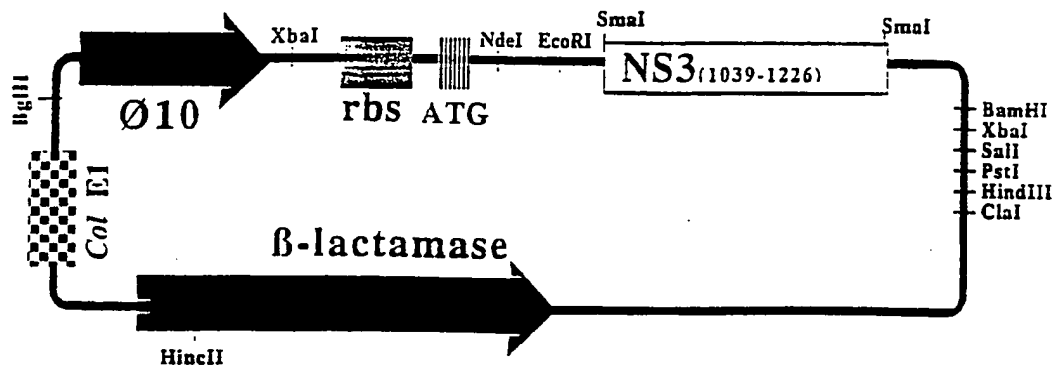 SmaI
SmaI
XbaI
NdeI
EcoRI
NS3(1039-1226)
BglII
Ø10
rbs
ATG
BamHI
XbaI
SalI
PstI
HindIII
ClaI
Col E1
ß-lactamase
HincII